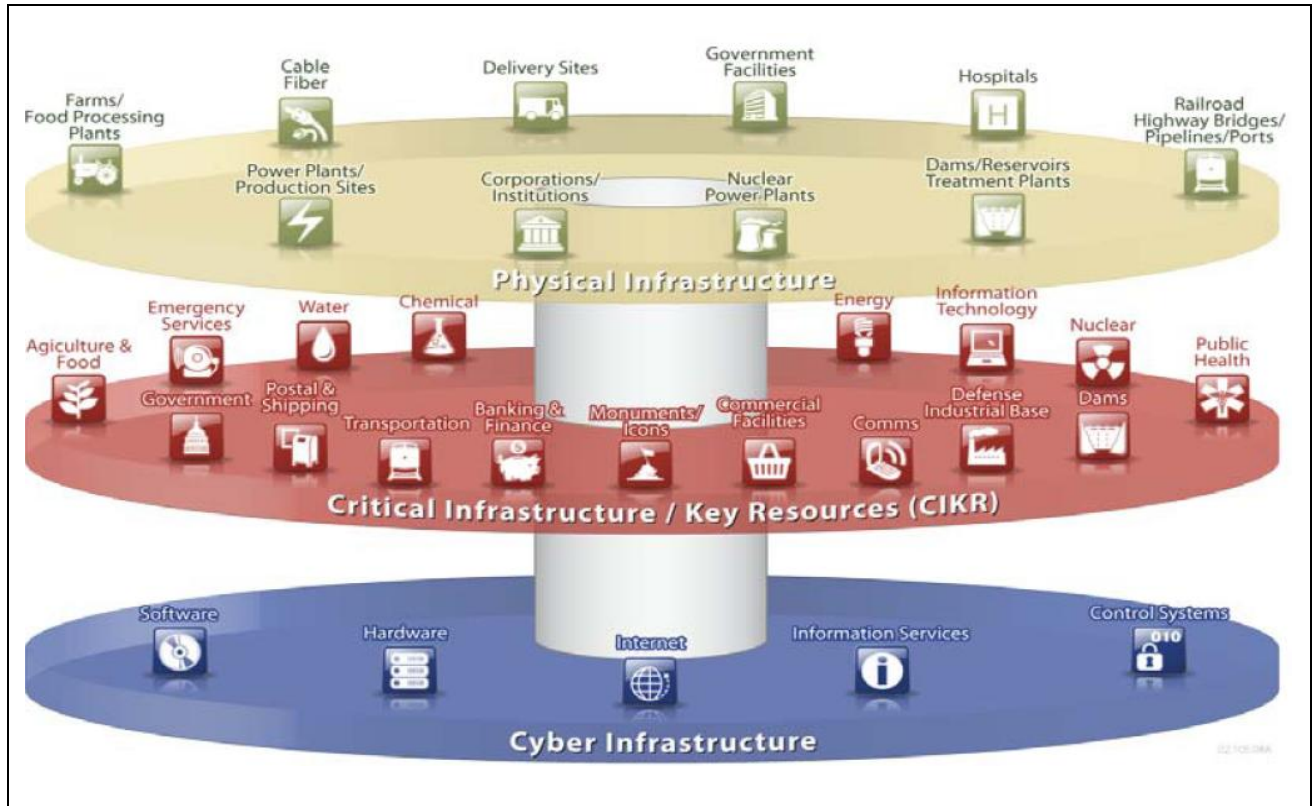 Farms/
Food Processing
Plants
Cable
Fiber
Delivery Sites
Government
Facilities
Hospitals
H
Railroad
Highway Bridges/
Pipelines/Ports
Power Plants/
Production Sites
Corporations/
Institutions
Nuclear
Power Plants
Dams/Reservoirs
Treatment Plants
Physical Infrastructure
Agiculture &
Food
Emergency
Services
Water
Chemical
Energy
Information
Technology
Nuclear
Public
Health
Government
Postal &
Shipping
Transportation
Banking &
Finance
Monuments/
Icons
Commercial
Facilities
Comms
Defense
Industrial Base
Dams
Critical Infrastructure / Key Resources (CIKR)
Software
Hardware
Internet
Information Services
i
Control Systems
010
Cyber Infrastructure